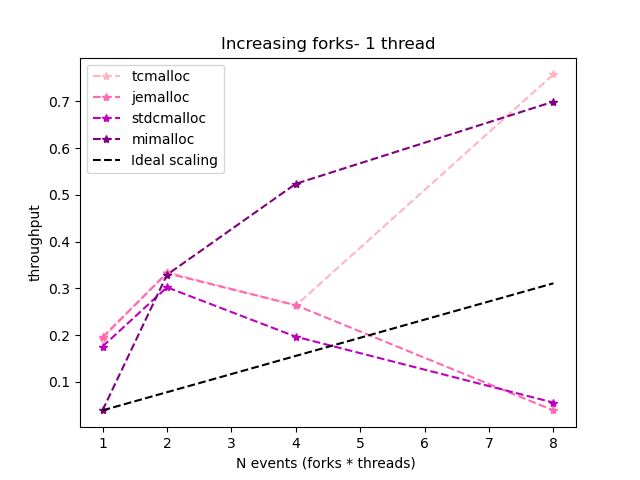 Increasing forks- 1 thread
tcmalloc
jemalloc
stdcmalloc
mimalloc
Ideal scaling
throughput
0.7
0.6
0.5
0.4
0.3
0.2
0.1
1 2 3 4 5 6 7 8
N events (forks * threads)